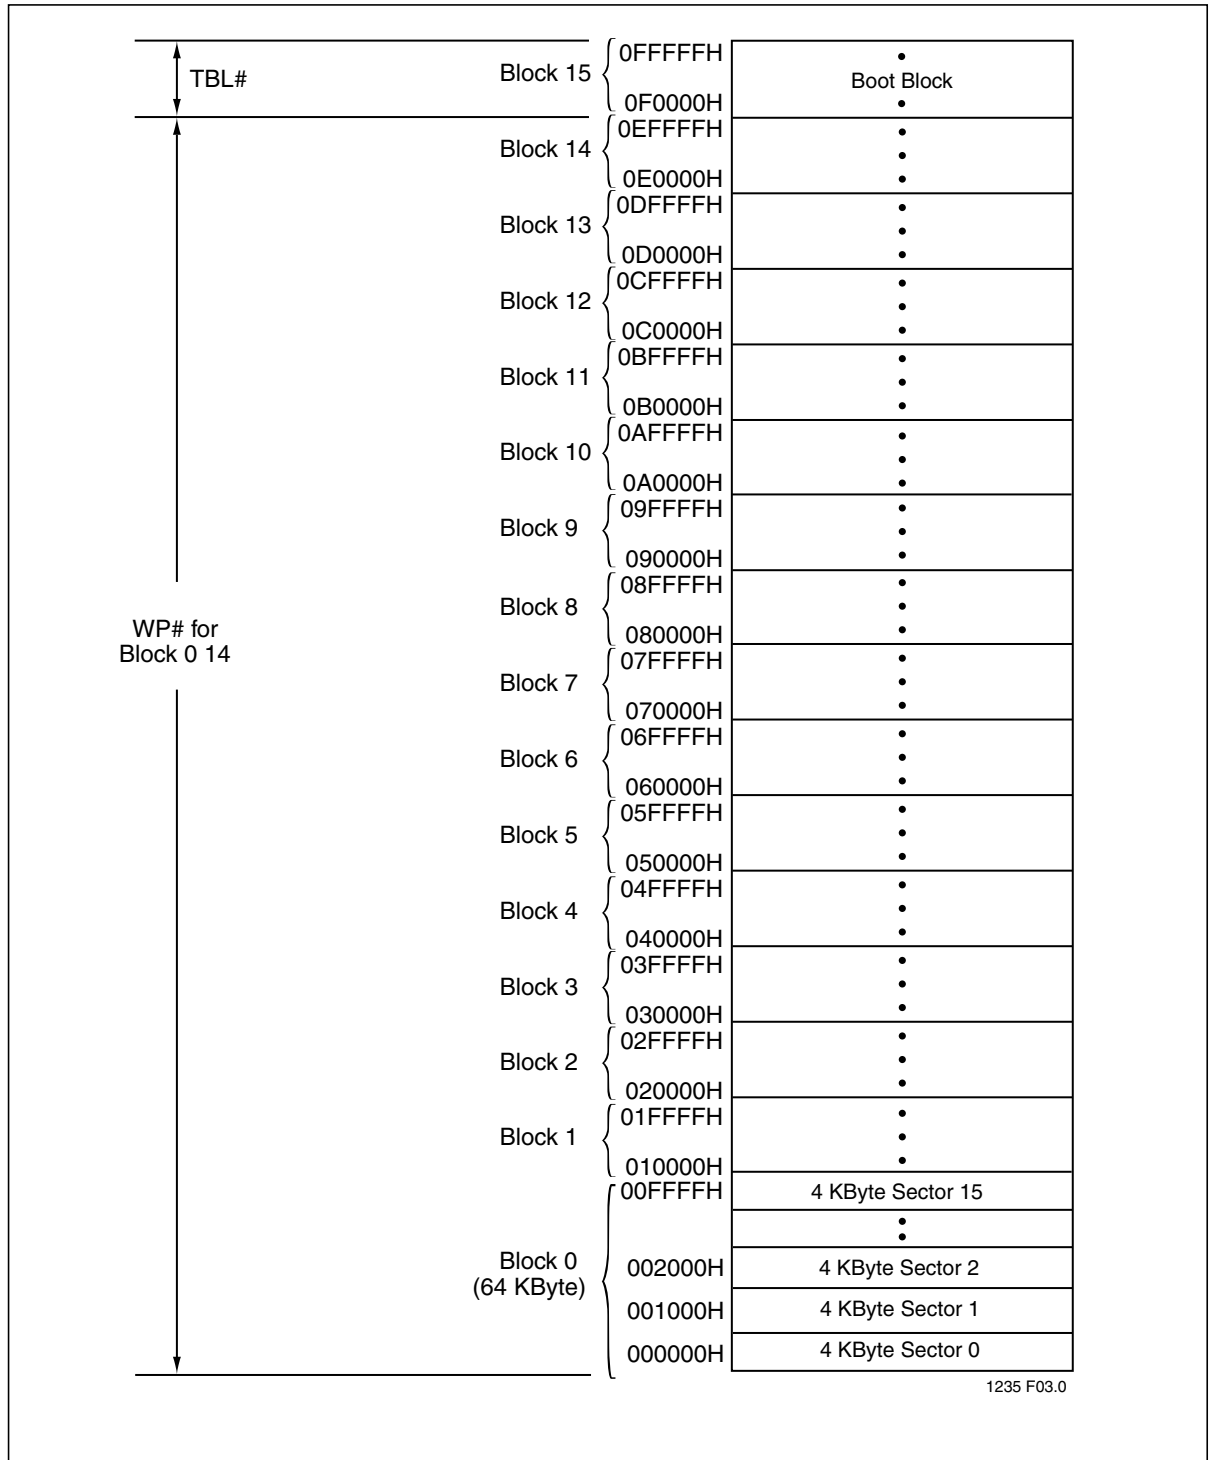 TBL#
Block 15
0FFFFFH
0F0000H
Boot Block
Block 14
0EFFFFH
0E0000H
Block 13
0DFFFFH
0D0000H
Block 12
0CFFFFH
0C0000H
Block 11
0BFFFFH
0B0000H
Block 10
0AFFFFH
0A0000H
Block 9
09FFFFH
090000H
Block 8
08FFFFH
080000H
WP# for
Block 0 14
Block 7
07FFFFH
070000H
Block 6
06FFFFH
060000H
Block 5
05FFFFH
050000H
Block 4
04FFFFH
040000H
Block 3
03FFFFH
030000H
Block 2
02FFFFH
020000H
Block 1
01FFFFH
010000H
Block 0
(64 KByte)
00FFFFH
4 KByte Sector 15
002000H
4 KByte Sector 2
001000H
4 KByte Sector 1
000000H
4 KByte Sector 0
1235 F03.0